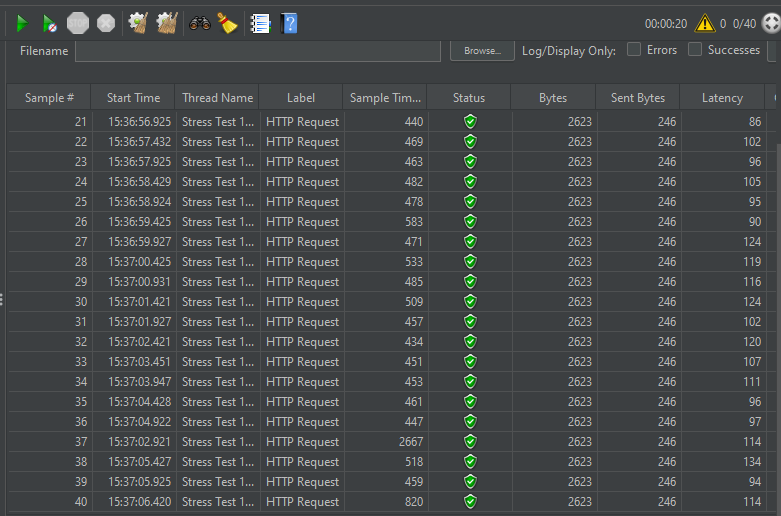 00:00:20 0 0/40
Filename Browse... Log/Display Only: Errors Successes
Sample # Start Time Thread Name Label Sample Tim... Status Bytes Sent Bytes Latency
21 15:36:56.925 Stress Test 1... HTTP Request 440 2623 246 86
22 15:36:57.432 Stress Test 1... HTTP Request 469 2623 246 102
23 15:36:57.925 Stress Test 1... HTTP Request 463 2623 246 96
24 15:36:58.429 Stress Test 1... HTTP Request 482 2623 246 105
25 15:36:58.924 Stress Test 1... HTTP Request 478 2623 246 95
26 15:36:59.425 Stress Test 1... HTTP Request 583 2623 246 90
27 15:36:59.927 Stress Test 1... HTTP Request 471 2623 246 124
28 15:37:00.425 Stress Test 1... HTTP Request 533 2623 246 119
29 15:37:00.931 Stress Test 1... HTTP Request 485 2623 246 116
30 15:37:01.421 Stress Test 1... HTTP Request 509 2623 246 124
31 15:37:01.927 Stress Test 1... HTTP Request 457 2623 246 102
32 15:37:02.421 Stress Test 1... HTTP Request 434 2623 246 120
33 15:37:03.451 Stress Test 1... HTTP Request 451 2623 246 107
34 15:37:03.947 Stress Test 1... HTTP Request 453 2623 246 111
35 15:37:04.428 Stress Test 1... HTTP Request 461 2623 246 96
36 15:37:04.922 Stress Test 1... HTTP Request 447 2623 246 97
37 15:37:02.921 Stress Test 1... HTTP Request 2667 2623 246 114
38 15:37:05.427 Stress Test 1... HTTP Request 518 2623 246 134
39 15:37:05.925 Stress Test 1... HTTP Request 459 2623 246 94
40 15:37:06.420 Stress Test 1... HTTP Request 820 2623 246 114